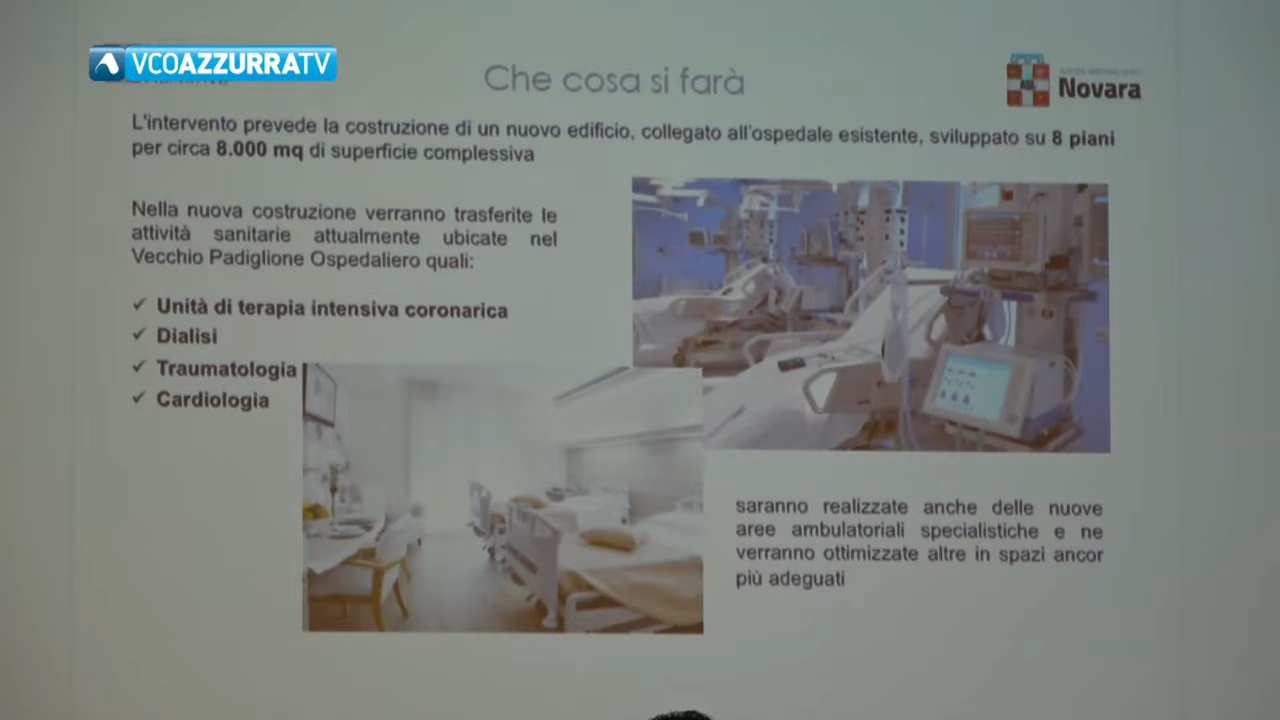 VCOAZZURRATV
Che cosa si farà
Novara
L'intervento prevede la costruzione di un nuovo edificio, collegato all'ospedale esistente, sviluppato su 8 piani
per circa 8.000 mq di superficie complessiva
Nella nuova costruzione verranno trasferite le
attività sanitarie attualmente ubicate nel
Vecchio Padiglione Ospedaliero quali:
✓ Unità di terapia intensiva coronarica
✓ Dialisi
✓ Traumatologia
✓ Cardiologia
saranno realizzate anche delle nuove
aree ambulatoriali specialistiche e ne
verranno ottimizzate altre in spazi ancor
più adeguati